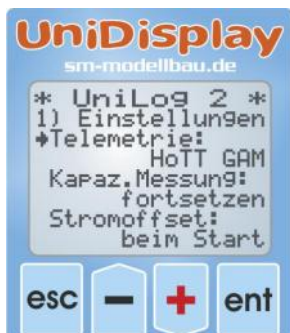 UniDisplay
sm-modellbau.de
* UniLog 2 *
1) Einstellungen
➧Telemetrie:
HoTT GAM
Kapaz.Messung:
fortsetzen
Stromoffset:
beim Start
esc − + ent